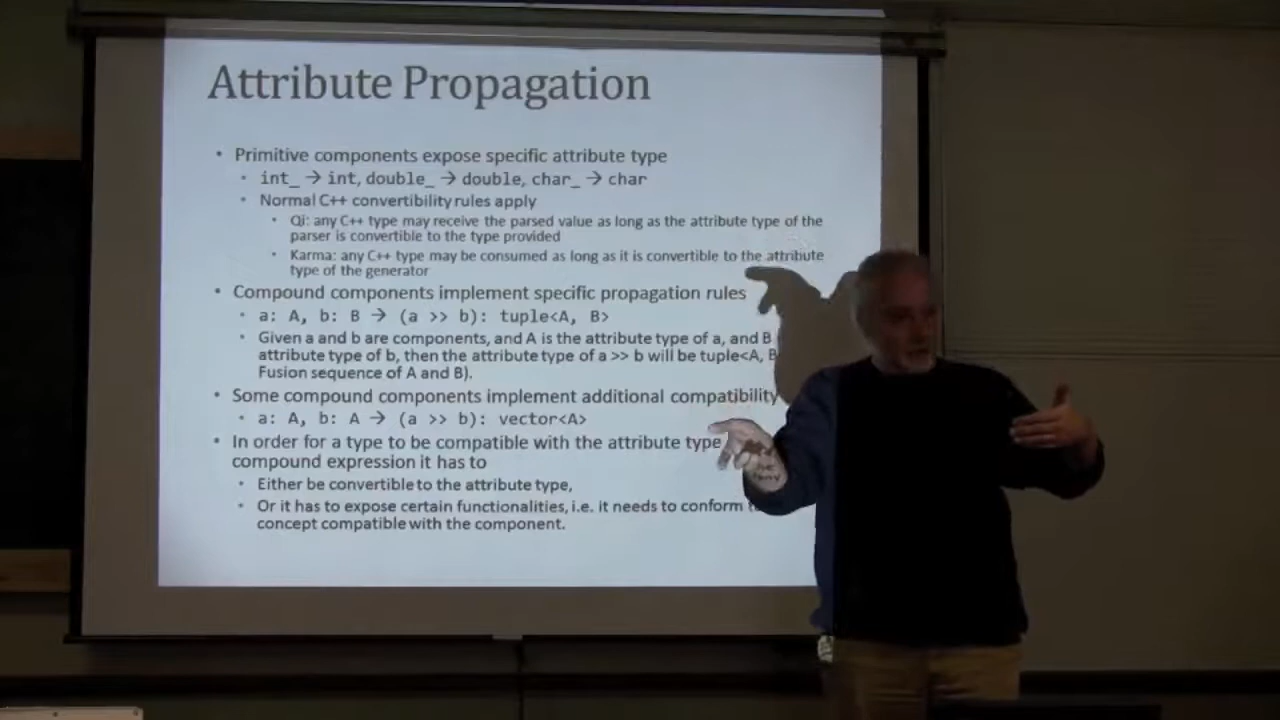 Attribute Propagation
• Primitive components expose specific attribute type
• int_ → int, double_ → double, char_ → char
• Normal C++ convertibility rules apply
• Qi: any C++ type may receive the parsed value as long as the attribute type of the
parser is convertible to the type provided
• Karma: any C++ type may be consumed as long as it is convertible to the attribute
type of the generator
• Compound components implement specific propagation rules
• a: A, b: B → (a >> b): tuple<A, B>
• Given a and b are components, and A is the attribute type of a, and B
attribute type of b, then the attribute type of a >> b will be tuple<A, B
Fusion sequence of A and B).
• Some compound components implement additional compatibility
• a: A, b: A → (a >> b): vector<A>
• In order for a type to be compatible with the attribute type
compound expression it has to
• Either be convertible to the attribute type,
• Or it has to expose certain functionalities, i.e. it needs to conform
concept compatible with the component.